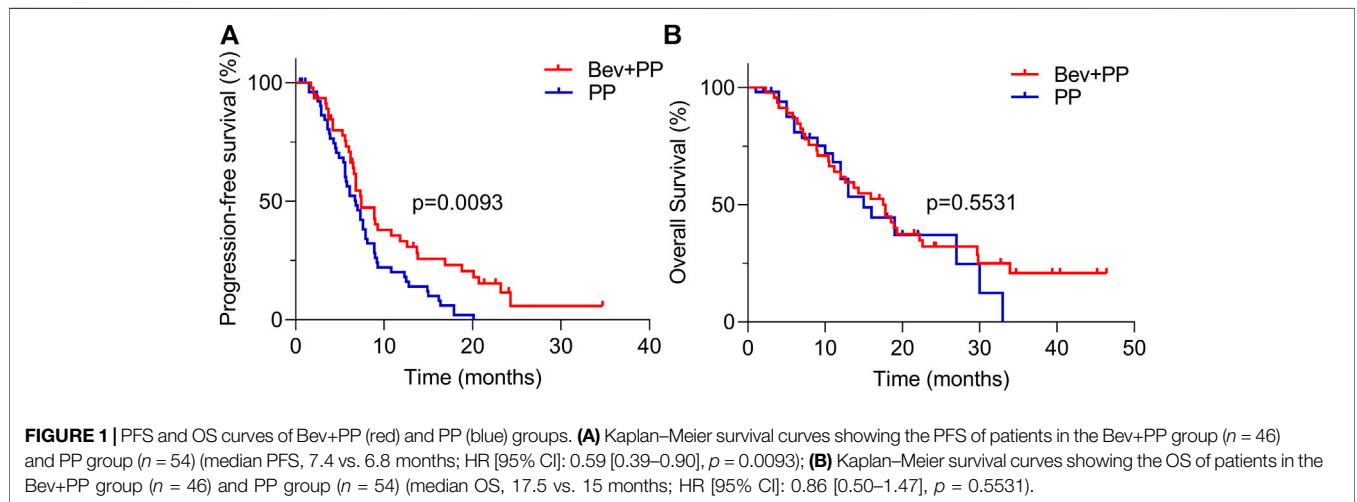 A
Progression-free survival (%)
100
50
0
0 10 20 30 40
Time (months)
Bev+PP
PP
p=0.0093
B
Overall Survival (%)
100
50
0
0 10 20 30 40 50
Time (months)
Bev+PP
PP
p=0.5531
FIGURE 1 | PFS and OS curves of Bev+PP (red) and PP (blue) groups. (A) Kaplan–Meier survival curves showing the PFS of patients in the Bev+PP group (n = 46)
and PP group (n = 54) (median PFS, 7.4 vs. 6.8 months; HR [95% CI]: 0.59 [0.39–0.90], p = 0.0093); (B) Kaplan–Meier survival curves showing the OS of patients in the
Bev+PP group (n = 46) and PP group (n = 54) (median OS, 17.5 vs. 15 months; HR [95% CI]: 0.86 [0.50–1.47], p = 0.5531).